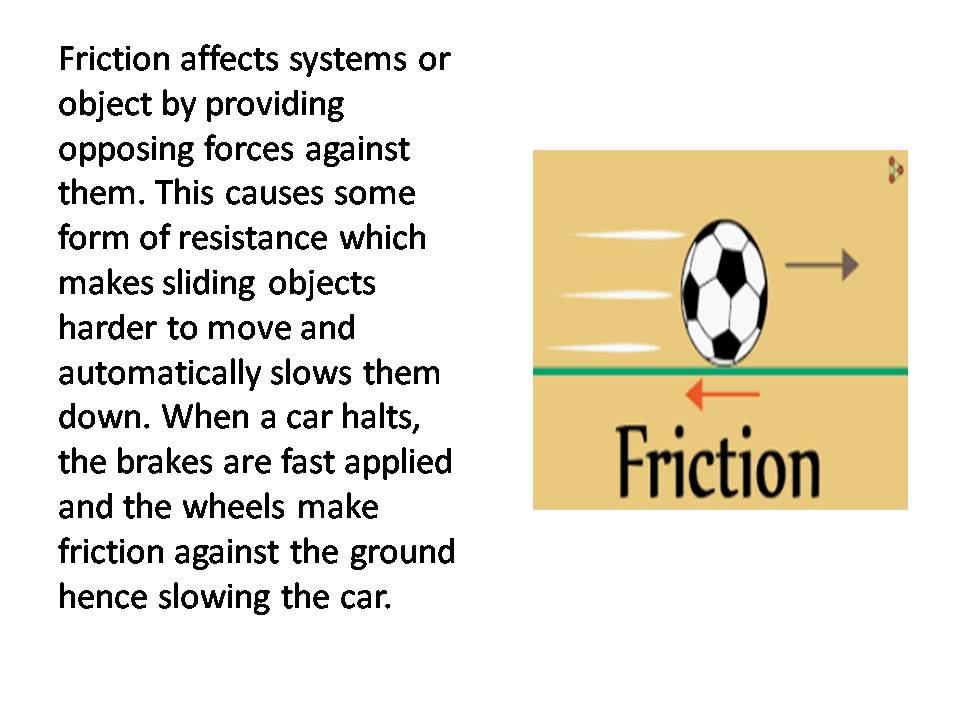 Friction affects systems or
object by providing
opposing forces against
them. This causes some
form of resistance which
makes sliding objects
harder to move and
automatically slows them
down. When a car halts,
the brakes are fast applied
and the wheels make
friction against the ground
hence slowing the car.
Friction